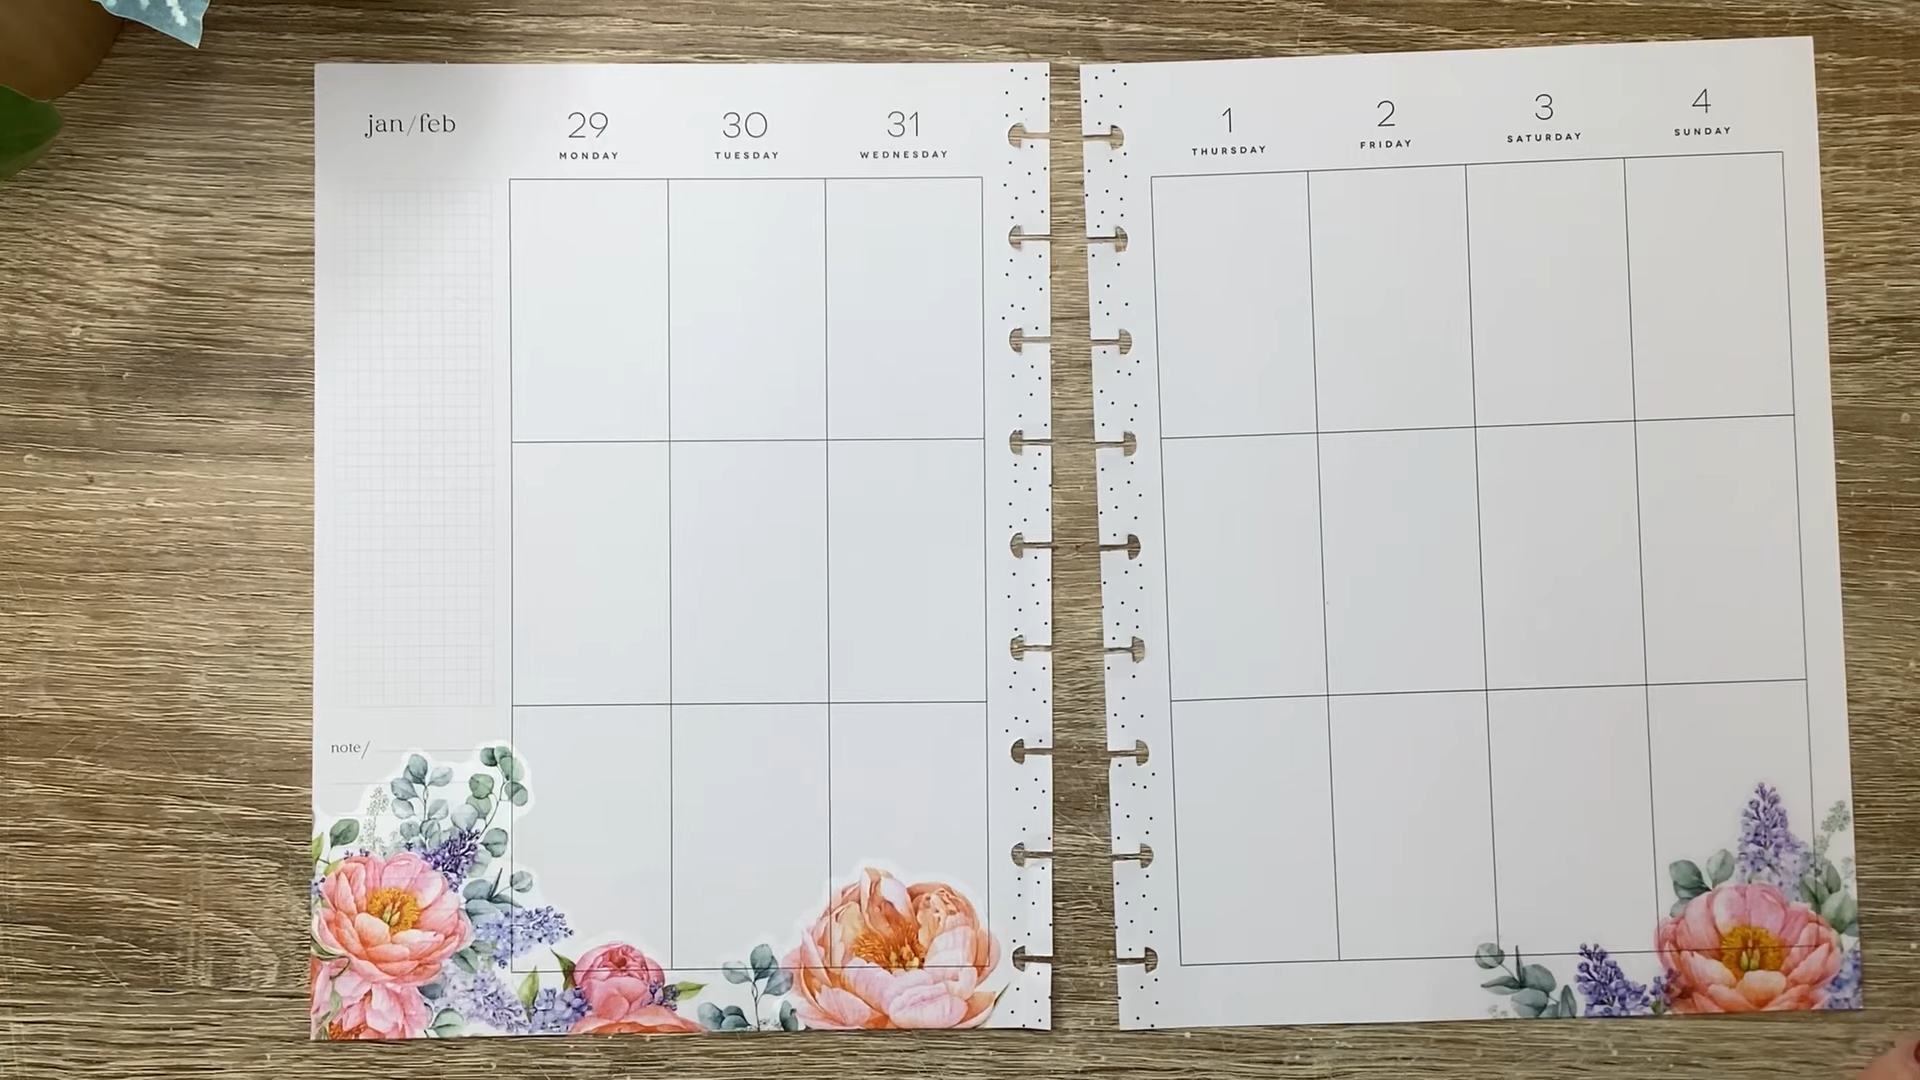 jan/feb
29 30 31
MONDAY TUESDAY WEDNESDAY
1 2 3 4
THURSDAY FRIDAY SATURDAY SUNDAY
note/